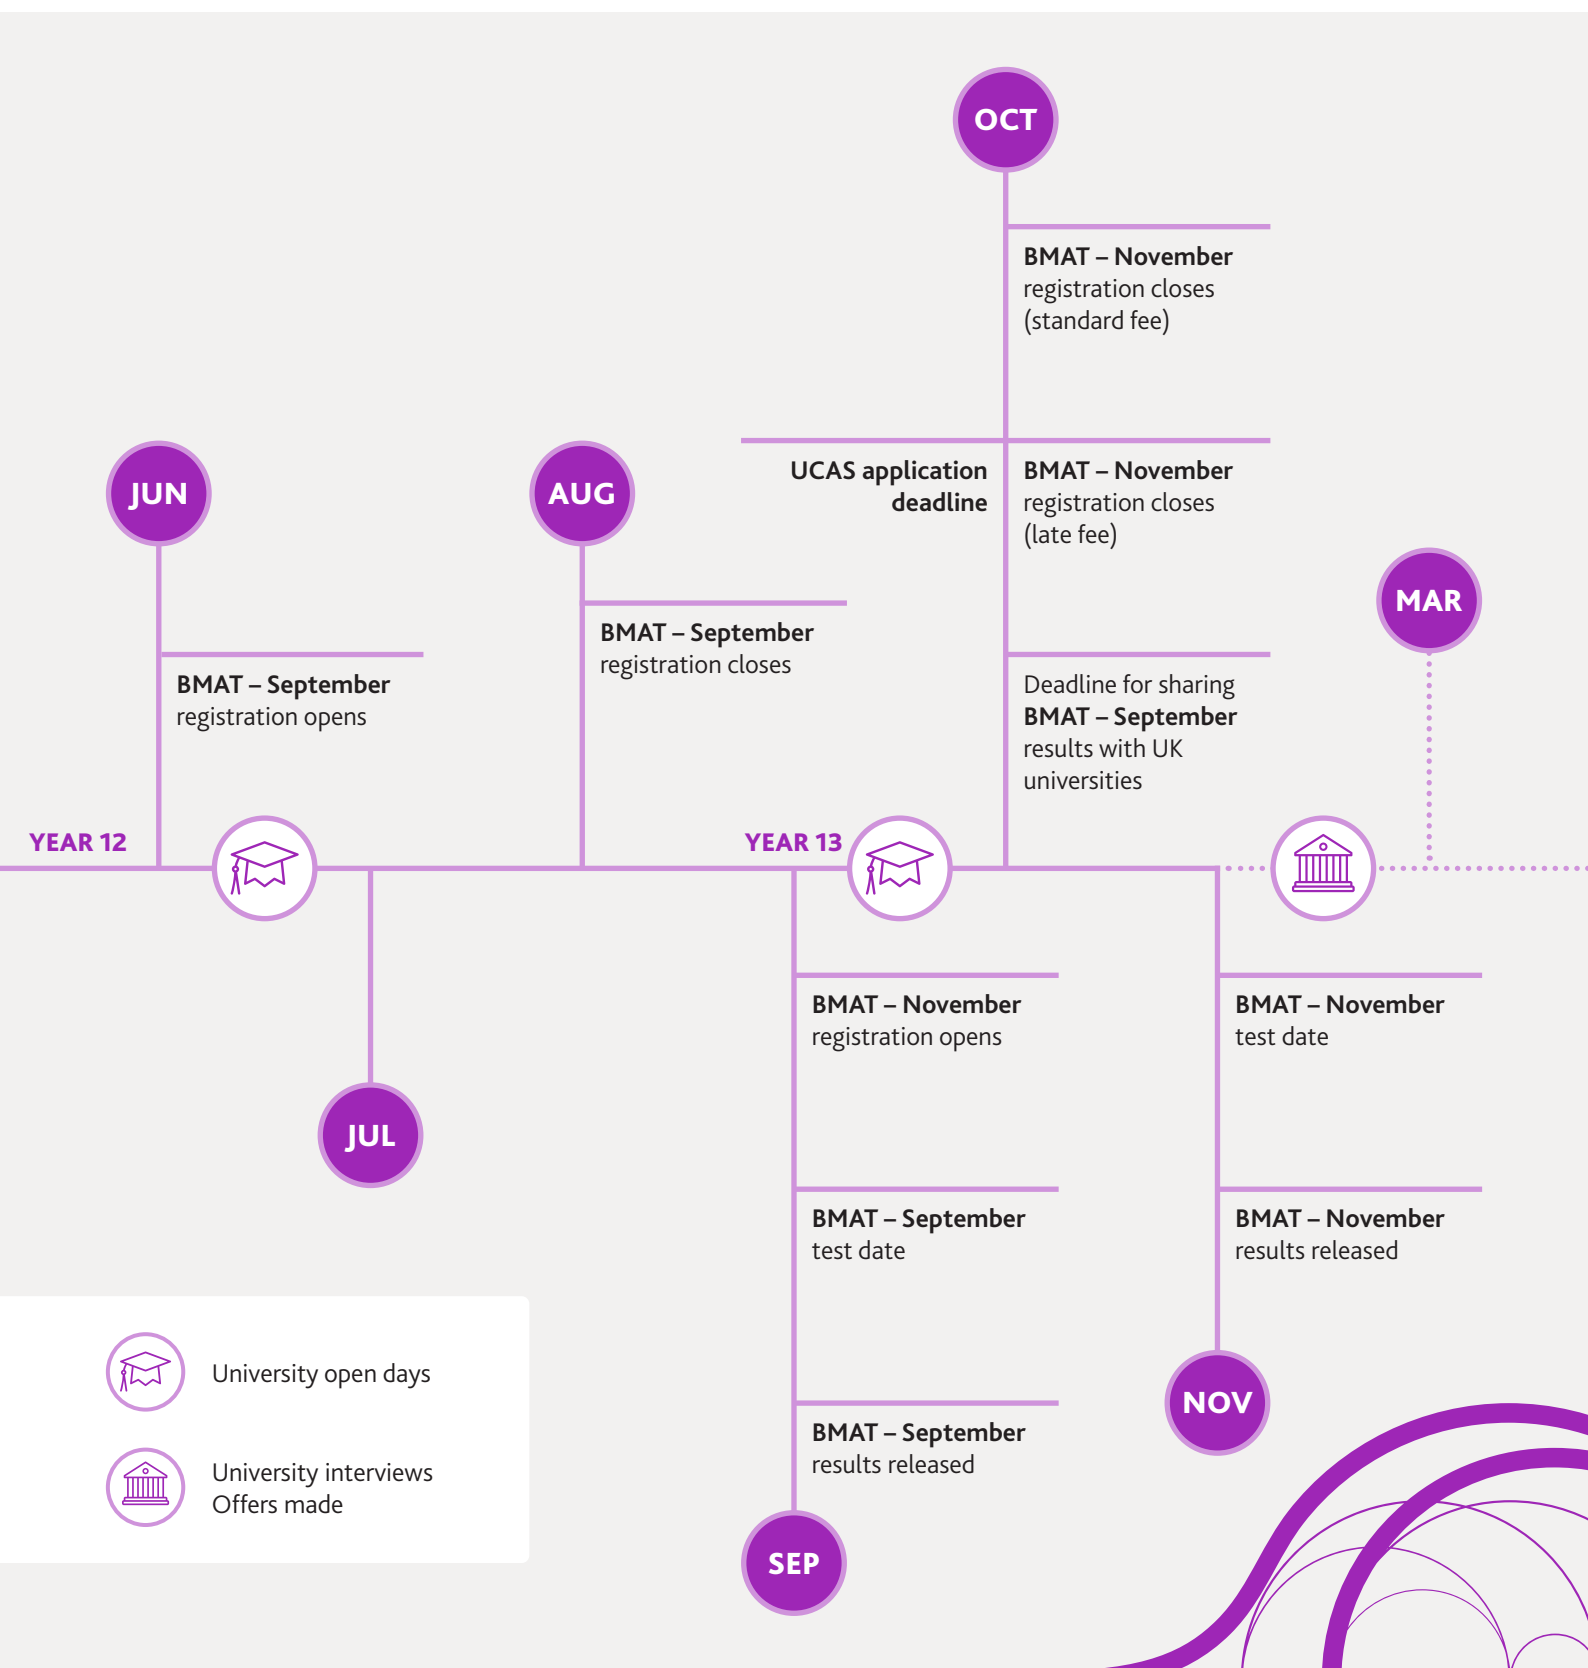 OCT
BMAT – November
registration closes
(standard fee)
UCAS application
deadline
BMAT – November
registration closes
(late fee)
JUN
AUG
MAR
BMAT – September
registration closes
BMAT – September
registration opens
Deadline for sharing
BMAT – September
results with UK
universities
YEAR 12
YEAR 13
BMAT – November
registration opens
BMAT – November
test date
JUL
BMAT – September
test date
BMAT – November
results released
University open days
NOV
BMAT – September
results released
University interviews
Offers made
SEP